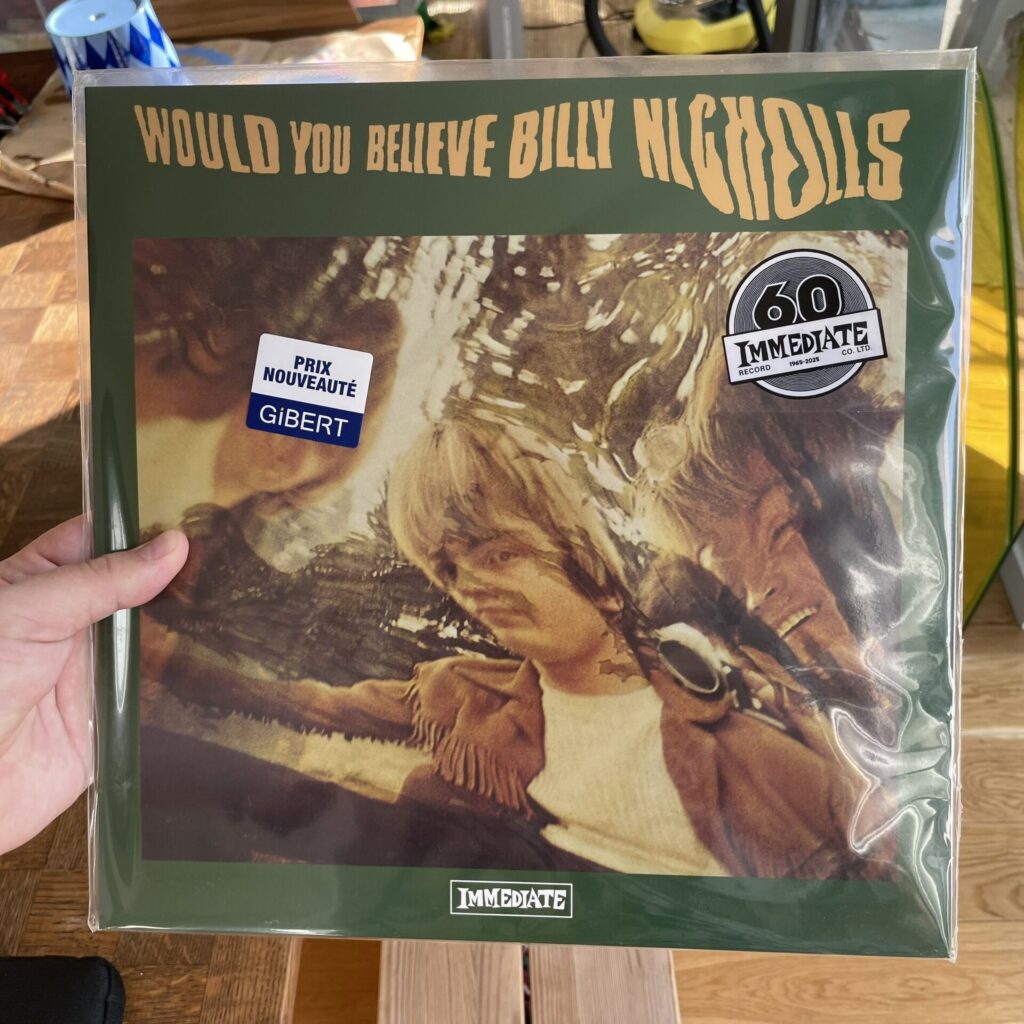 WOULD YOU BELIEVE BILLY NICHOLLS
60
IMMEDIATE
RECORD 1965-2025 CO. LTD.
PRIX
NOUVEAUTÉ
GiBERT
IMMEDIATE